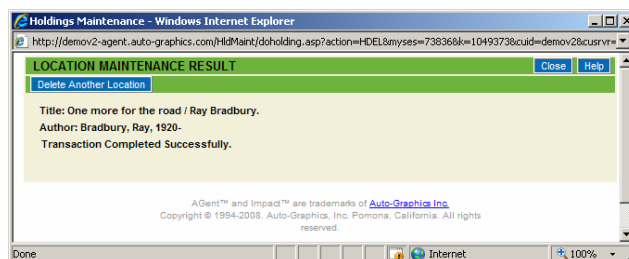 Holdings Maintenance - Windows Internet Explorer
http://demov2-agent.auto-graphics.com/HldMaint/doholding.asp?action=HDEL&myses=73836&k=1049373&cuid=demov2&cusrvr=
LOCATION MAINTENANCE RESULT Close Help
Delete Another Location
Title: One more for the road / Ray Bradbury.
Author: Bradbury, Ray, 1920-
Transaction Completed Successfully.
AGent™ and Impact™ are trademarks of Auto-Graphics Inc.
Copyright © 1994-2008. Auto-Graphics, Inc. Pomona, California. All rights
reserved.
Done Internet 100%